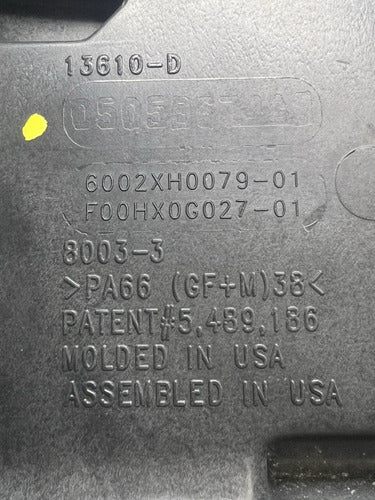 13610-D
6002XH0079-01
F00HX0G027-01
8003-3
>PA66 (GF+M)38<
PATENT#5,489,186
MOLDED IN USA
ASSEMBLED IN USA